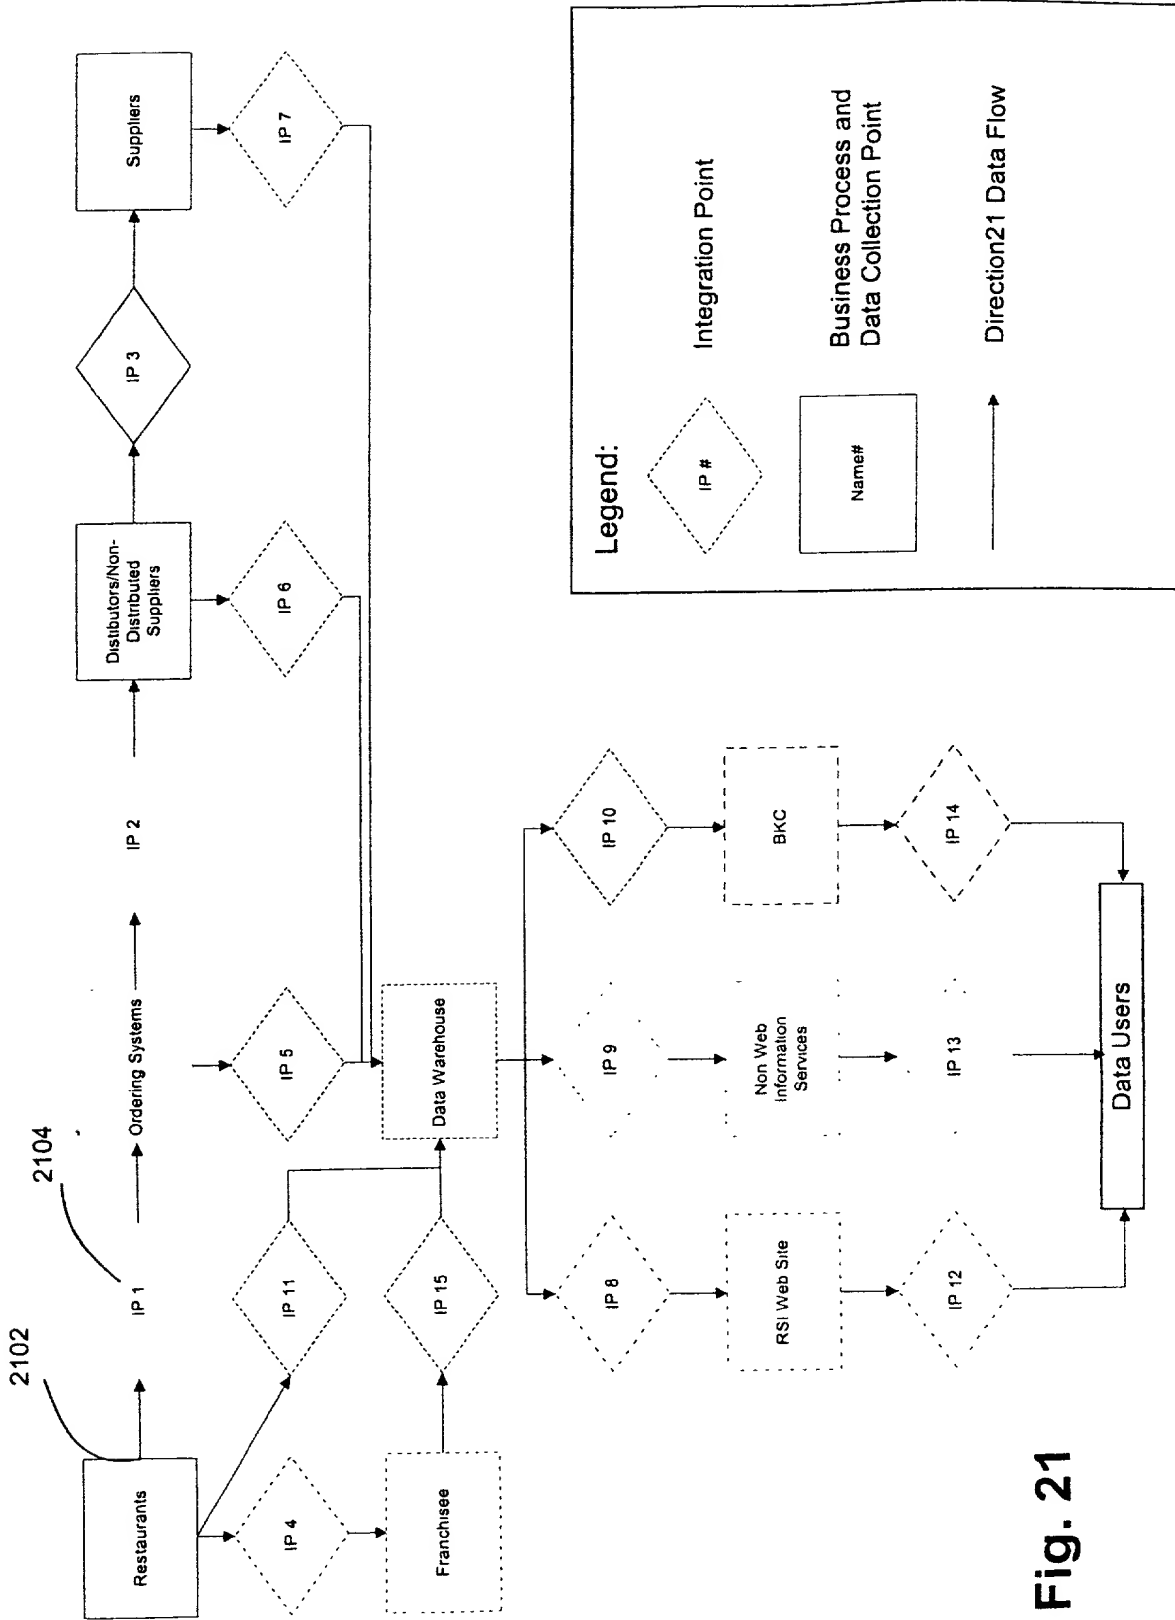 2102
2104
Restaurants
IP 1
Ordering Systems
IP 2
Distibutors/Non-
Distributed
Suppliers
IP 3
Suppliers
IP 4
IP 11
IP 5
IP 6
IP 7
Franchisee
IP 15
Data Warehouse
IP 8
IP 9
IP 10
RSI Web Site
Non Web
Information
Services
BKC
IP 12
IP 13
IP 14
Data Users
Legend:
IP #
Integration Point
Name#
Business Process and
Data Collection Point
Direction21 Data Flow
Fig. 21